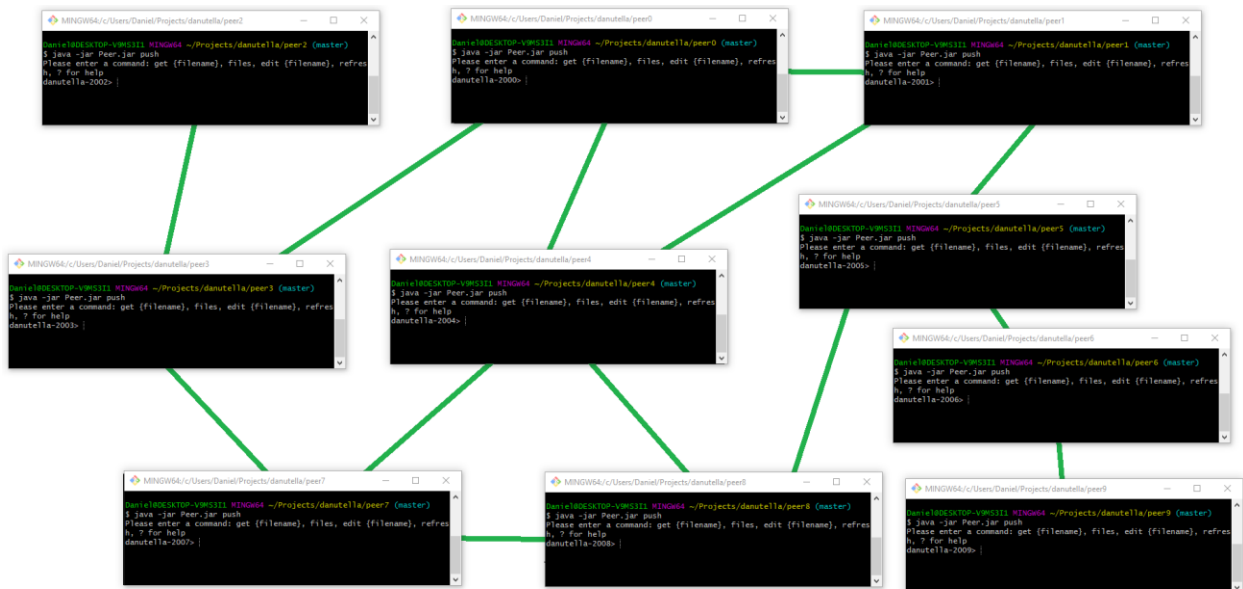 MINGW64:/c/Users/Daniel/Projects/danutella/peer2
Daniel@DESKTOP-V9MS3I1 MINGW64 ~/Projects/danutella/peer2 (master)
$ java -jar Peer.jar push
Please enter a command: get {filename}, files, edit {filename}, refres
h, ? for help
danutella-2002>
MINGW64:/c/Users/Daniel/Projects/danutella/peer0
Daniel@DESKTOP-V9MS3I1 MINGW64 ~/Projects/danutella/peer0 (master)
$ java -jar Peer.jar push
Please enter a command: get {filename}, files, edit {filename}, refres
h, ? for help
danutella-2000>
MINGW64:/c/Users/Daniel/Projects/danutella/peer1
Daniel@DESKTOP-V9MS3I1 MINGW64 ~/Projects/danutella/peer1 (master)
$ java -jar Peer.jar push
Please enter a command: get {filename}, files, edit {filename}, refres
h, ? for help
danutella-2001>
MINGW64:/c/Users/Daniel/Projects/danutella/peer3
Daniel@DESKTOP-V9MS3I1 MINGW64 ~/Projects/danutella/peer3 (master)
$ java -jar Peer.jar push
Please enter a command: get {filename}, files, edit {filename}, refres
h, ? for help
danutella-2003>
MINGW64:/c/Users/Daniel/Projects/danutella/peer4
Daniel@DESKTOP-V9MS3I1 MINGW64 ~/Projects/danutella/peer4 (master)
$ java -jar Peer.jar push
Please enter a command: get {filename}, files, edit {filename}, refres
h, ? for help
danutella-2004>
MINGW64:/c/Users/Daniel/Projects/danutella/peer5
Daniel@DESKTOP-V9MS3I1 MINGW64 ~/Projects/danutella/peer5 (master)
$ java -jar Peer.jar push
Please enter a command: get {filename}, files, edit {filename}, refres
h, ? for help
danutella-2005>
MINGW64:/c/Users/Daniel/Projects/danutella/peer6
Daniel@DESKTOP-V9MS3I1 MINGW64 ~/Projects/danutella/peer6 (master)
$ java -jar Peer.jar push
Please enter a command: get {filename}, files, edit {filename}, refres
h, ? for help
danutella-2006>
MINGW64:/c/Users/Daniel/Projects/danutella/peer7
Daniel@DESKTOP-V9MS3I1 MINGW64 ~/Projects/danutella/peer7 (master)
$ java -jar Peer.jar push
Please enter a command: get {filename}, files, edit {filename}, refres
h, ? for help
danutella-2007>
MINGW64:/c/Users/Daniel/Projects/danutella/peer8
Daniel@DESKTOP-V9MS3I1 MINGW64 ~/Projects/danutella/peer8 (master)
$ java -jar Peer.jar push
Please enter a command: get {filename}, files, edit {filename}, refres
h, ? for help
danutella-2008>
MINGW64:/c/Users/Daniel/Projects/danutella/peer9
Daniel@DESKTOP-V9MS3I1 MINGW64 ~/Projects/danutella/peer9 (master)
$ java -jar Peer.jar push
Please enter a command: get {filename}, files, edit {filename}, refres
h, ? for help
danutella-2009>